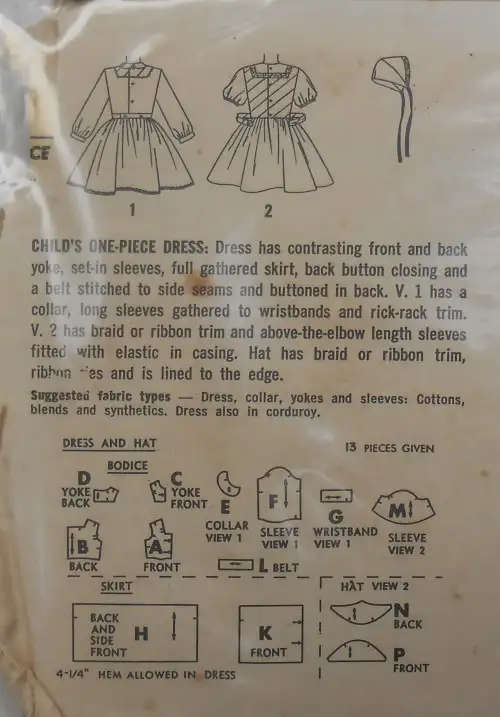 CE
1
2
CHILD'S ONE-PIECE DRESS: Dress has contrasting front and back
yoke, set-in sleeves, full gathered skirt, back button closing and
a belt stitched to side seams and buttoned in back. V. 1 has a
collar, long sleeves gathered to wristbands and rick-rack trim.
V. 2 has braid or ribbon trim and above-the-elbow length sleeves
fitted with elastic in casing. Hat has braid or ribbon trim,
ribbon ties and is lined to the edge.
Suggested fabric types — Dress, collar, yokes and sleeves: Cottons,
blends and synthetics. Dress also in corduroy.
DRESS AND HAT
13 PIECES GIVEN
BODICE
D
YOKE
BACK
C
YOKE
FRONT
E
COLLAR
VIEW 1
F
SLEEVE
VIEW 1
G
WRISTBAND
VIEW 1
M
SLEEVE
VIEW 2
B
BACK
A
FRONT
L BELT
SKIRT
HAT VIEW 2
BACK
AND
SIDE
FRONT
H
K
FRONT
N
BACK
P
FRONT
4-1/4" HEM ALLOWED IN DRESS